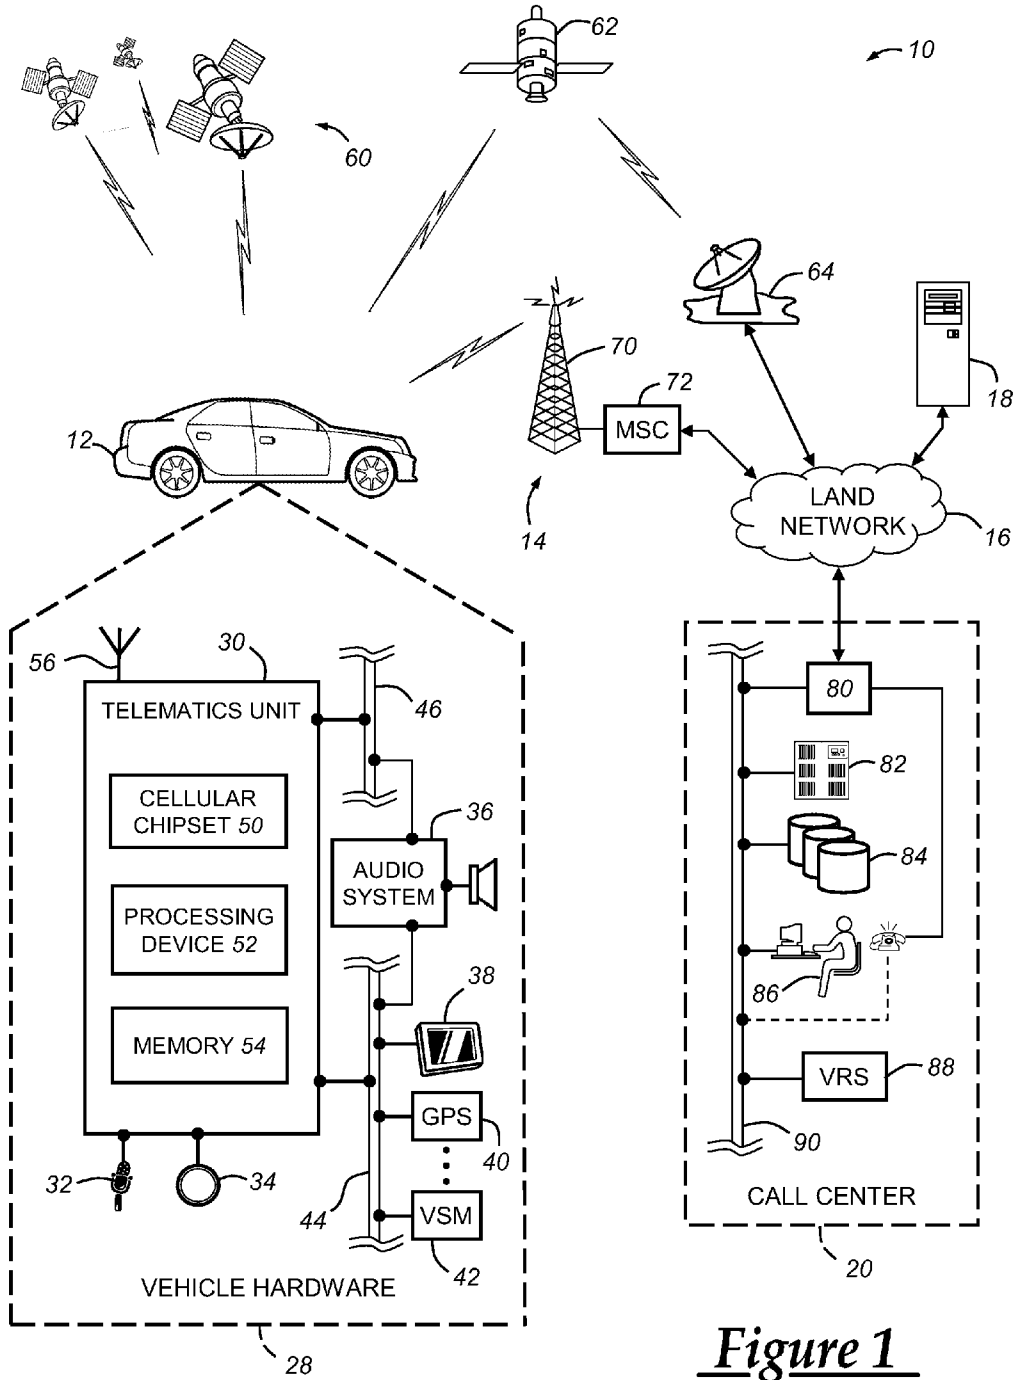 62
10
60
64
70
18
72
MSC
12
LAND
NETWORK
14
16
56
30
46
TELEMATICS UNIT
80
82
CELLULAR
CHIPSET 50
36
AUDIO
SYSTEM
84
PROCESSING
DEVICE 52
38
86
MEMORY 54
GPS
VRS
88
40
90
32
34
44
VSM
CALL CENTER
42
20
VEHICLE HARDWARE
28
Figure 1